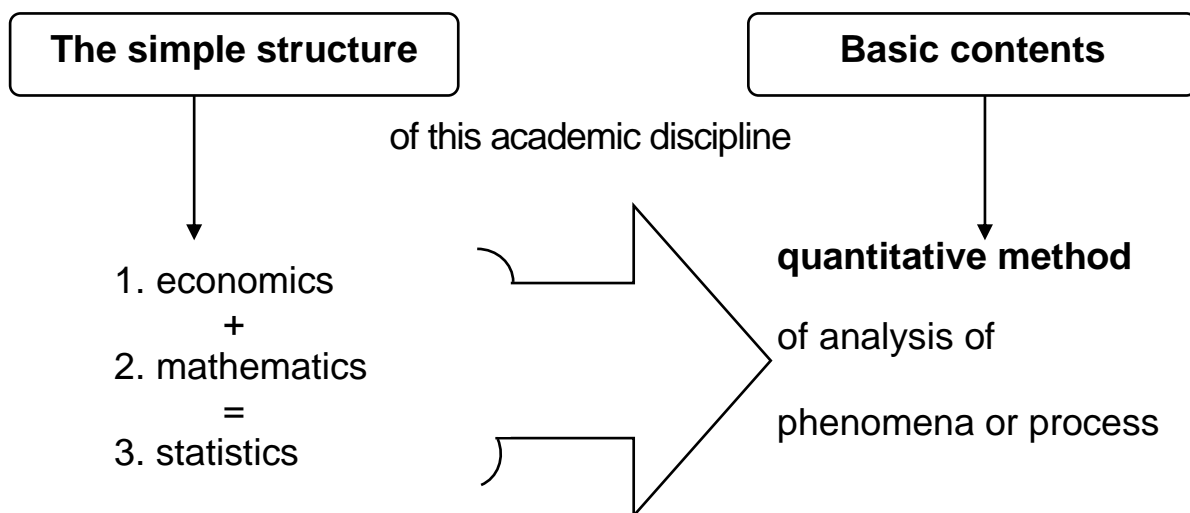 The simple structure
Basic contents
of this academic discipline
1. economics
+
2. mathematics
=
3. statistics
quantitative method
of analysis of
phenomena or process